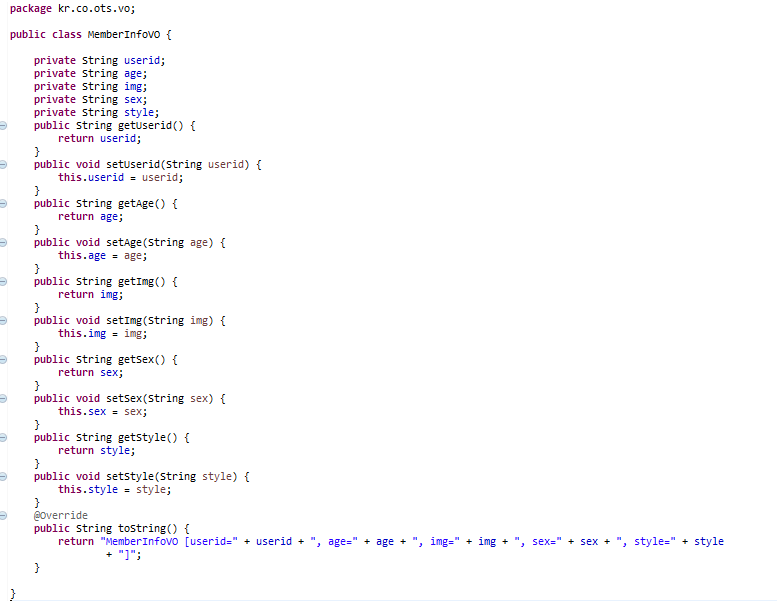 package kr.co.ots.vo;
public class MemberInfoVO {
private String userid;
private String age;
private String img;
private String sex;
private String style;
public String getUserid() {
return userid;
}
public void setUserid(String userid) {
this.userid = userid;
}
public String getAge() {
return age;
}
public void setAge(String age) {
this.age = age;
}
public String getImg() {
return img;
}
public void setImg(String img) {
this.img = img;
}
public String getSex() {
return sex;
}
public void setSex(String sex) {
this.sex = sex;
}
public String getStyle() {
return style;
}
public void setStyle(String style) {
this.style = style;
}
@Override
public String toString() {
return "MemberInfoVO [userid=" + userid + ", age=" + age + ", img=" + img + ", sex=" + sex + ", style=" + style
+ "]";
}
}